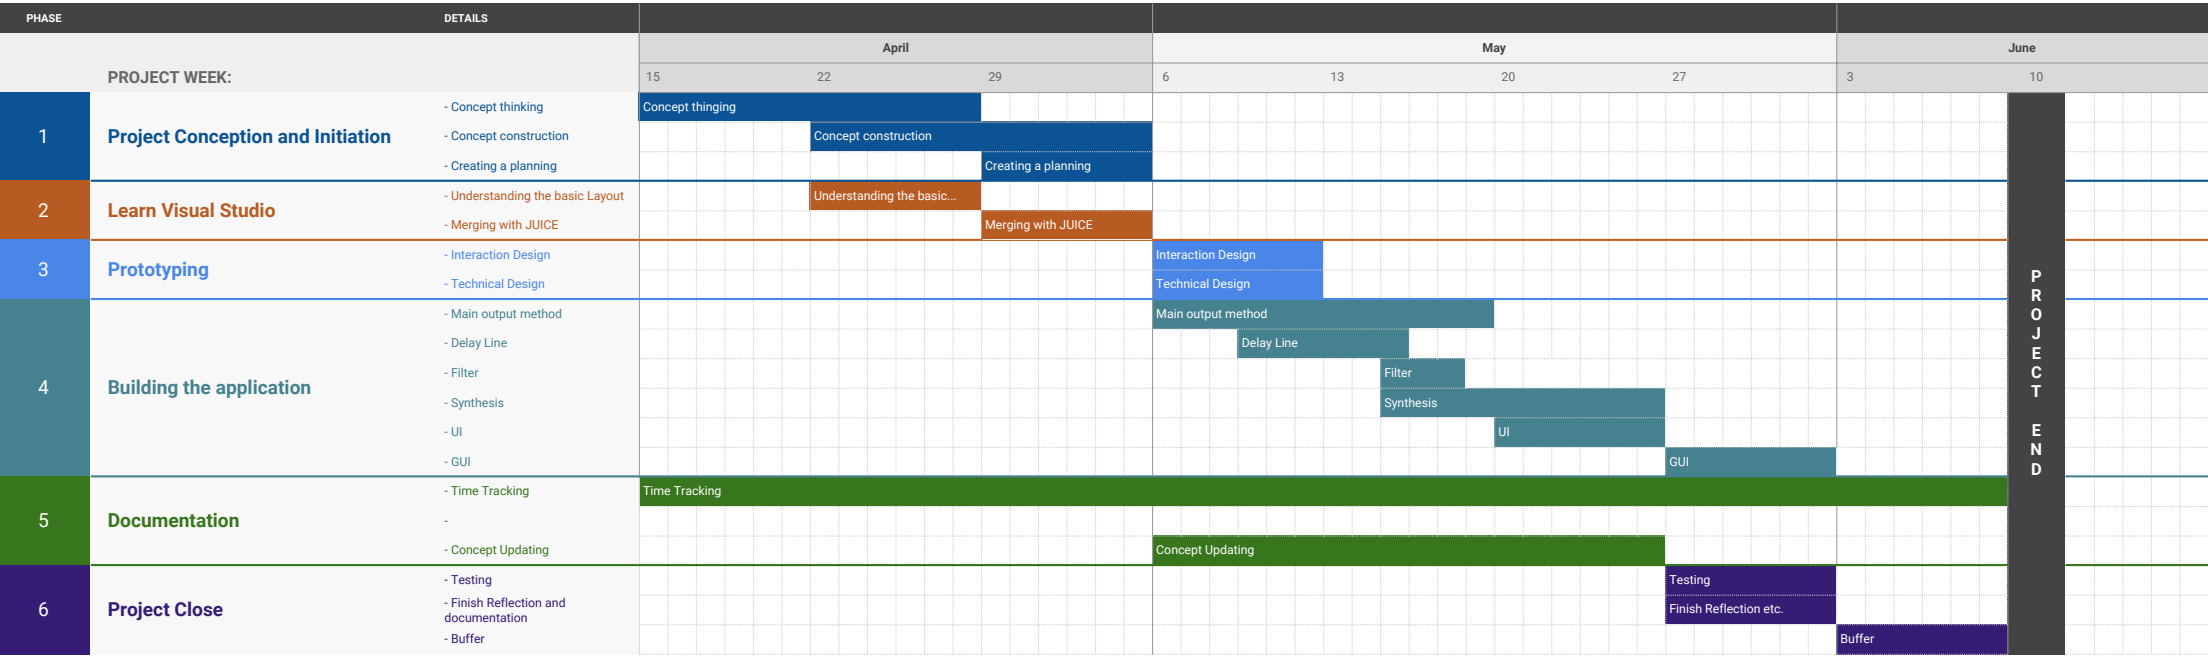 PHASE DETAILS
April May June
PROJECT WEEK: 15 22 29 6 13 20 27 3 10
1 Project Conception and Initiation
- Concept thinking Concept thinging
- Concept construction Concept construction
- Creating a planning Creating a planning
2 Learn Visual Studio
- Understanding the basic Layout Understanding the basic...
- Merging with JUICE Merging with JUICE
3 Prototyping
- Interaction Design Interaction Design
- Technical Design Technical Design
4 Building the application
- Main output method Main output method
- Delay Line Delay Line
- Filter Filter
- Synthesis Synthesis
- UI UI
- GUI GUI
5 Documentation
- Time Tracking Time Tracking
-
- Concept Updating Concept Updating
6 Project Close
- Testing Testing
- Finish Reflection and
documentation
Finish Reflection etc.
- Buffer Buffer
PROJECT END